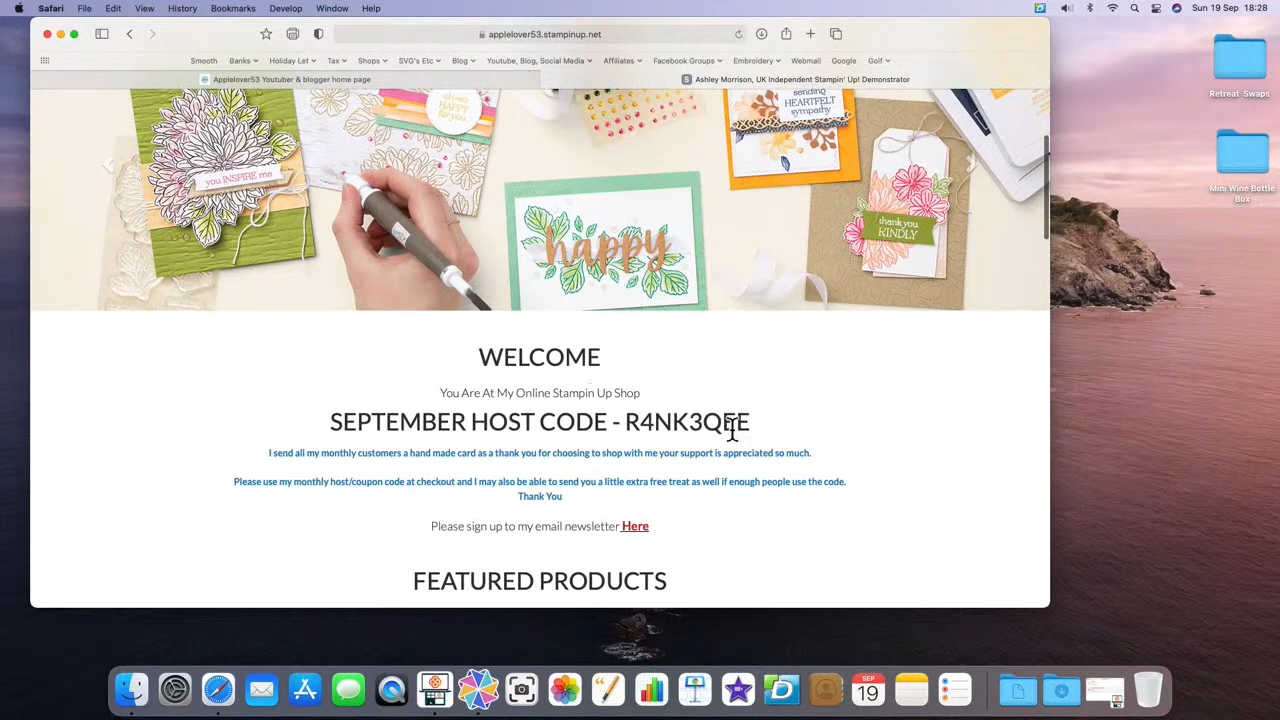 Safari File Edit View History Bookmarks Develop Window Help
Sun 19 Sep 18:28
applelover53.stampinup.net
Smooth Banks Holiday Let Tax Shops SVG's Etc Blog Youtube, Blog, Social Media Affiliates Facebook Groups Embroidery Webmail Google Golf
Applelover53 Youtuber & blogger home page
S Ashley Morrison, UK Independent Stampin' Up! Demonstrator
Retreat Swaps
Mini Wine Bottle
Box
HAPPY
for you
sending
HEARTFELT
sympathy
you INSPIRE me
happy
thank you
KINDLY
WELCOME
You Are At My Online Stampin Up Shop
SEPTEMBER HOST CODE -
I send all my monthly customers a hand made card as a thank you for choosing to shop with me your support is appreciated so much.
Please use my monthly host/coupon code at checkout and I may also be able to send you a little extra free treat as well if enough people use the code.
Thank You
Please sign up to my email newsletter Here
FEATURED PRODUCTS
SEP
19